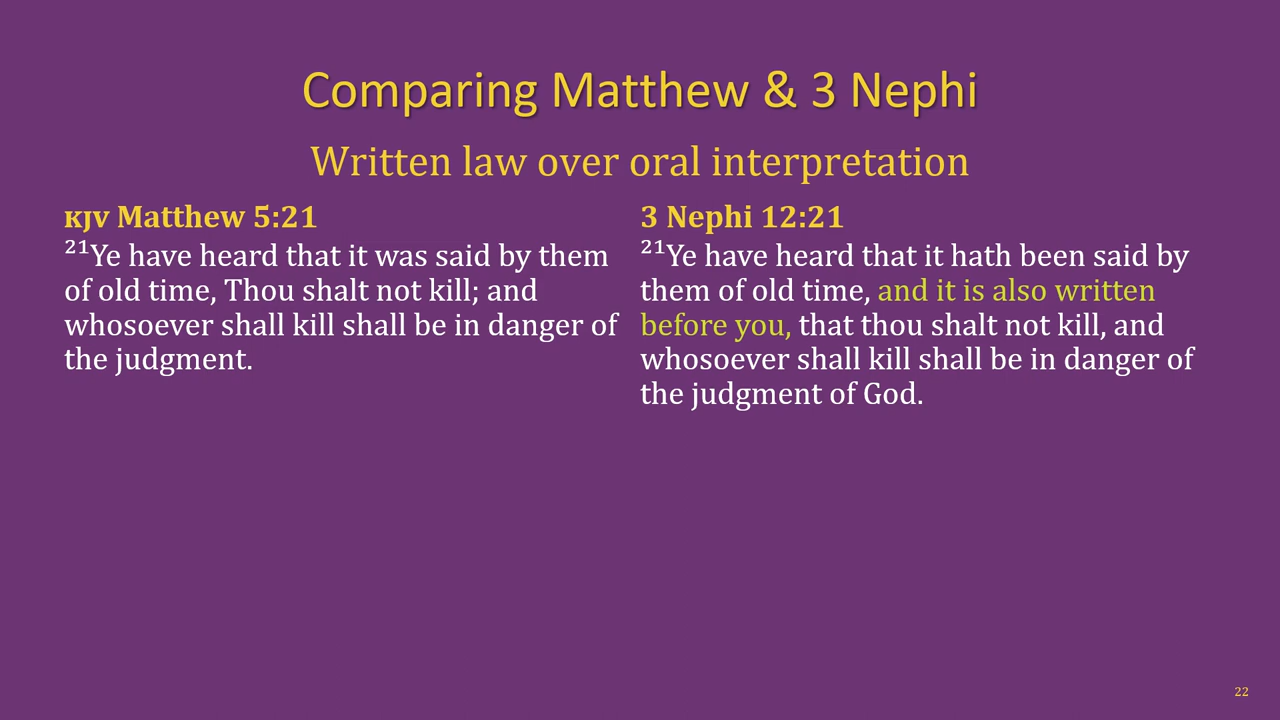 Comparing Matthew & 3 Nephi
Written law over oral interpretation
KJV Matthew 5:21
²¹Ye have heard that it was said by them
of old time, Thou shalt not kill; and
whosoever shall kill shall be in danger of
the judgment.
3 Nephi 12:21
²¹Ye have heard that it hath been said by
them of old time, and it is also written
before you, that thou shalt not kill, and
whosoever shall kill shall be in danger of
the judgment of God.
22